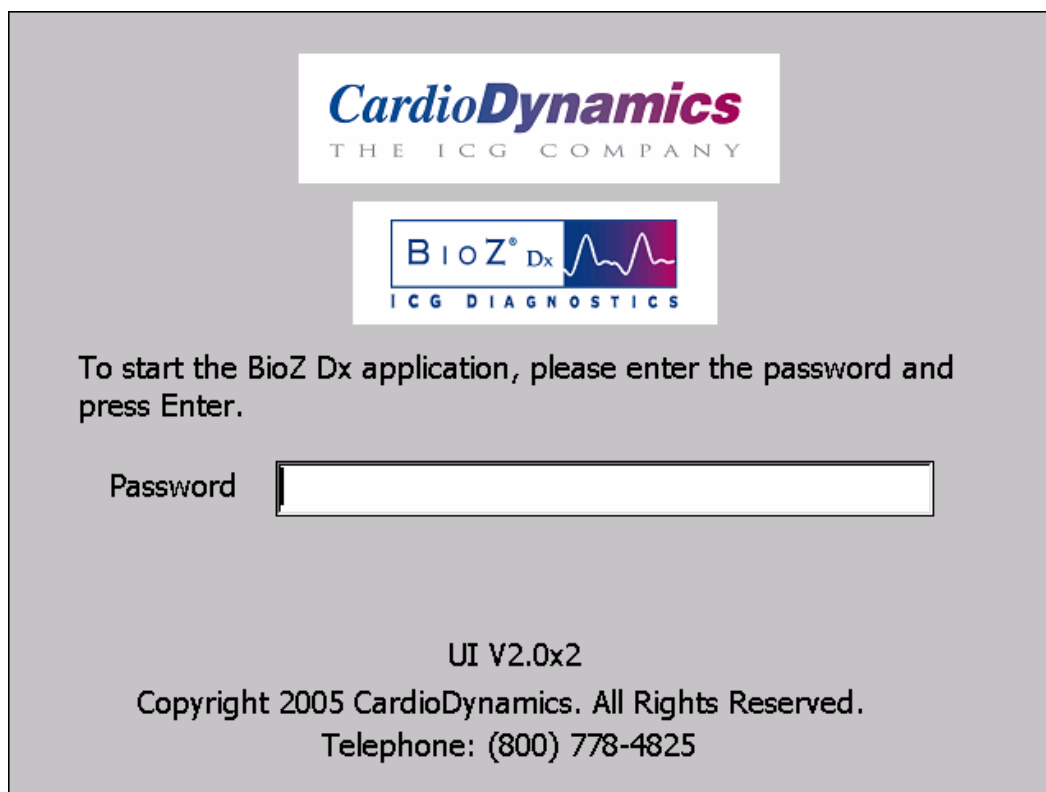 CardioDynamics
THE ICG COMPANY
BIOZ® Dx
ICG DIAGNOSTICS
To start the BioZ Dx application, please enter the password and
press Enter.
Password
UI V2.0x2
Copyright 2005 CardioDynamics. All Rights Reserved.
Telephone: (800) 778-4825